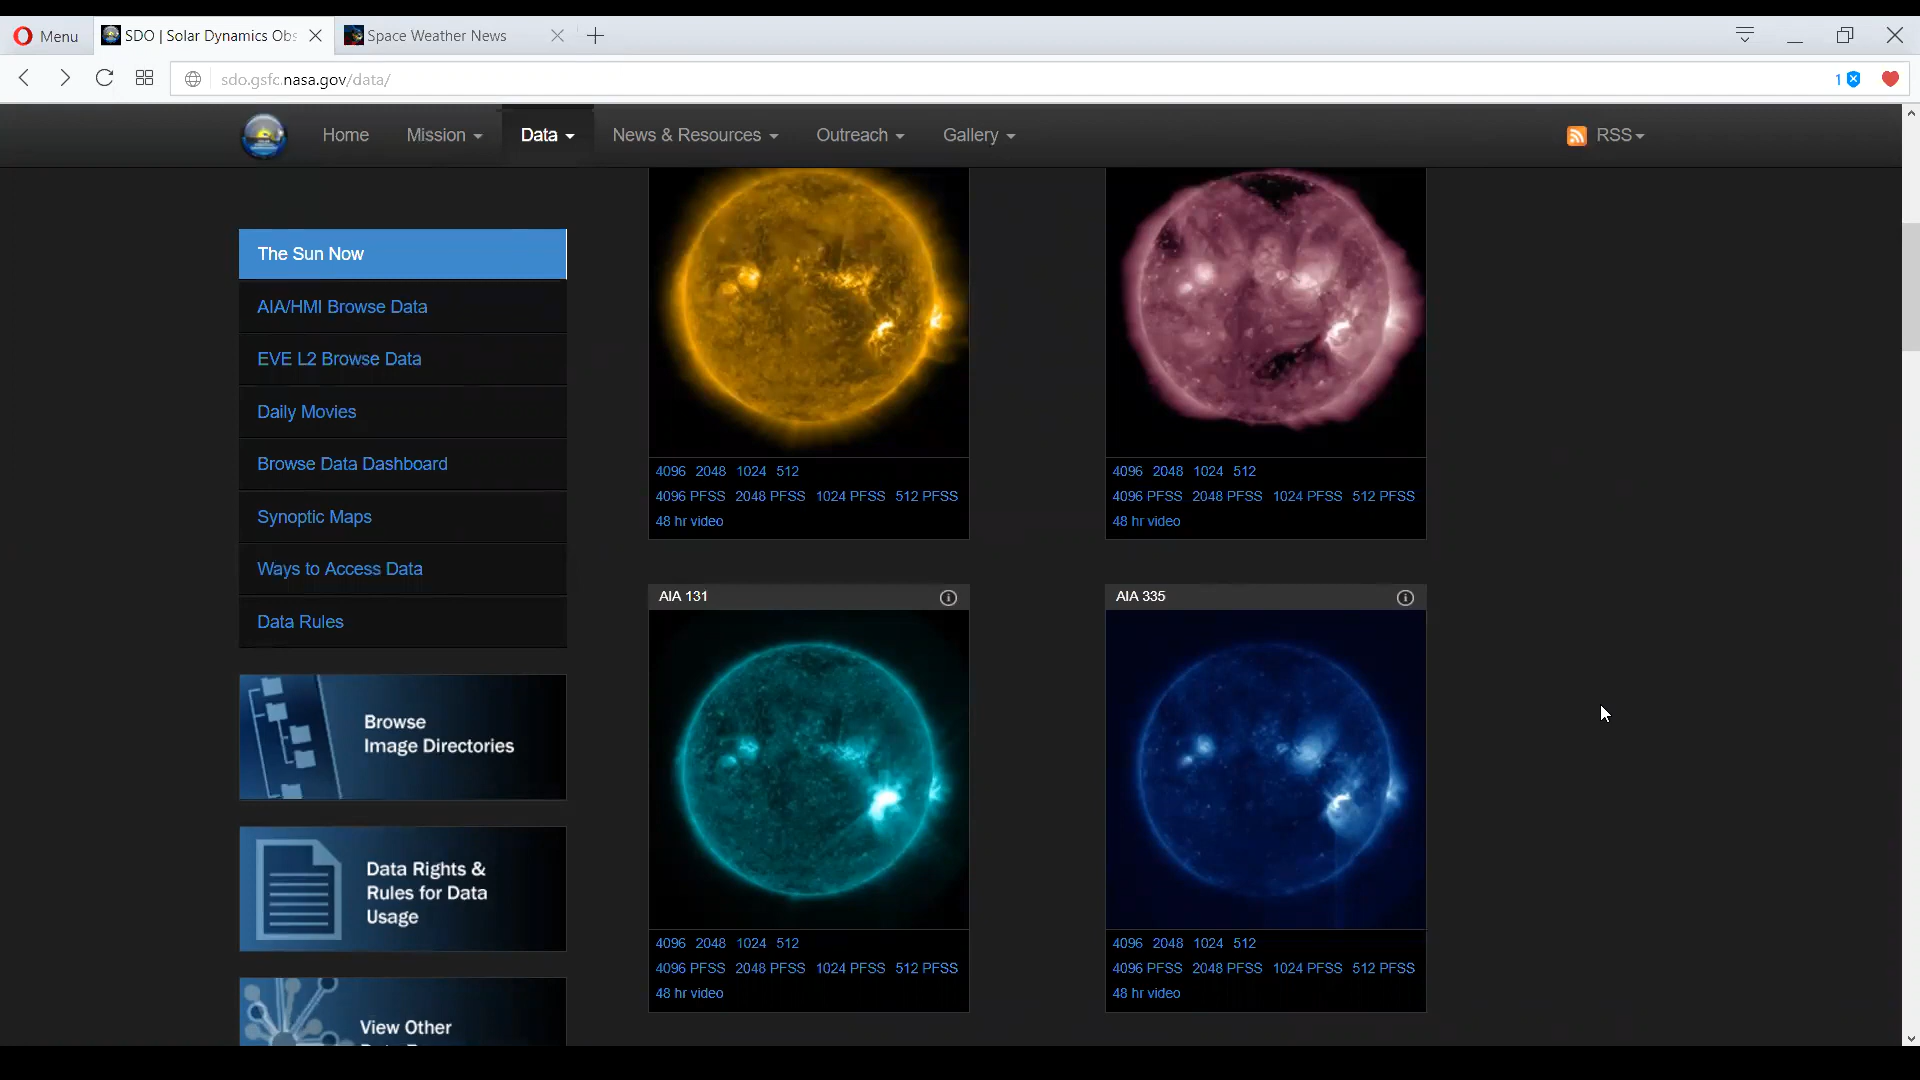 Menu
SDO | Solar Dynamics Obs
Space Weather News
sdo.gsfc.nasa.gov/data/
1
Home
Mission
Data
News & Resources
Outreach
Gallery
RSS
The Sun Now
AIA/HMI Browse Data
EVE L2 Browse Data
Daily Movies
Browse Data Dashboard
Synoptic Maps
Ways to Access Data
Data Rules
Browse
Image Directories
Data Rights &
Rules for Data
Usage
View Other
4096 2048 1024 512
4096 PFSS 2048 PFSS 1024 PFSS 512 PFSS
48 hr video
4096 2048 1024 512
4096 PFSS 2048 PFSS 1024 PFSS 512 PFSS
48 hr video
AIA 131
4096 2048 1024 512
4096 PFSS 2048 PFSS 1024 PFSS 512 PFSS
48 hr video
AIA 335
4096 2048 1024 512
4096 PFSS 2048 PFSS 1024 PFSS 512 PFSS
48 hr video